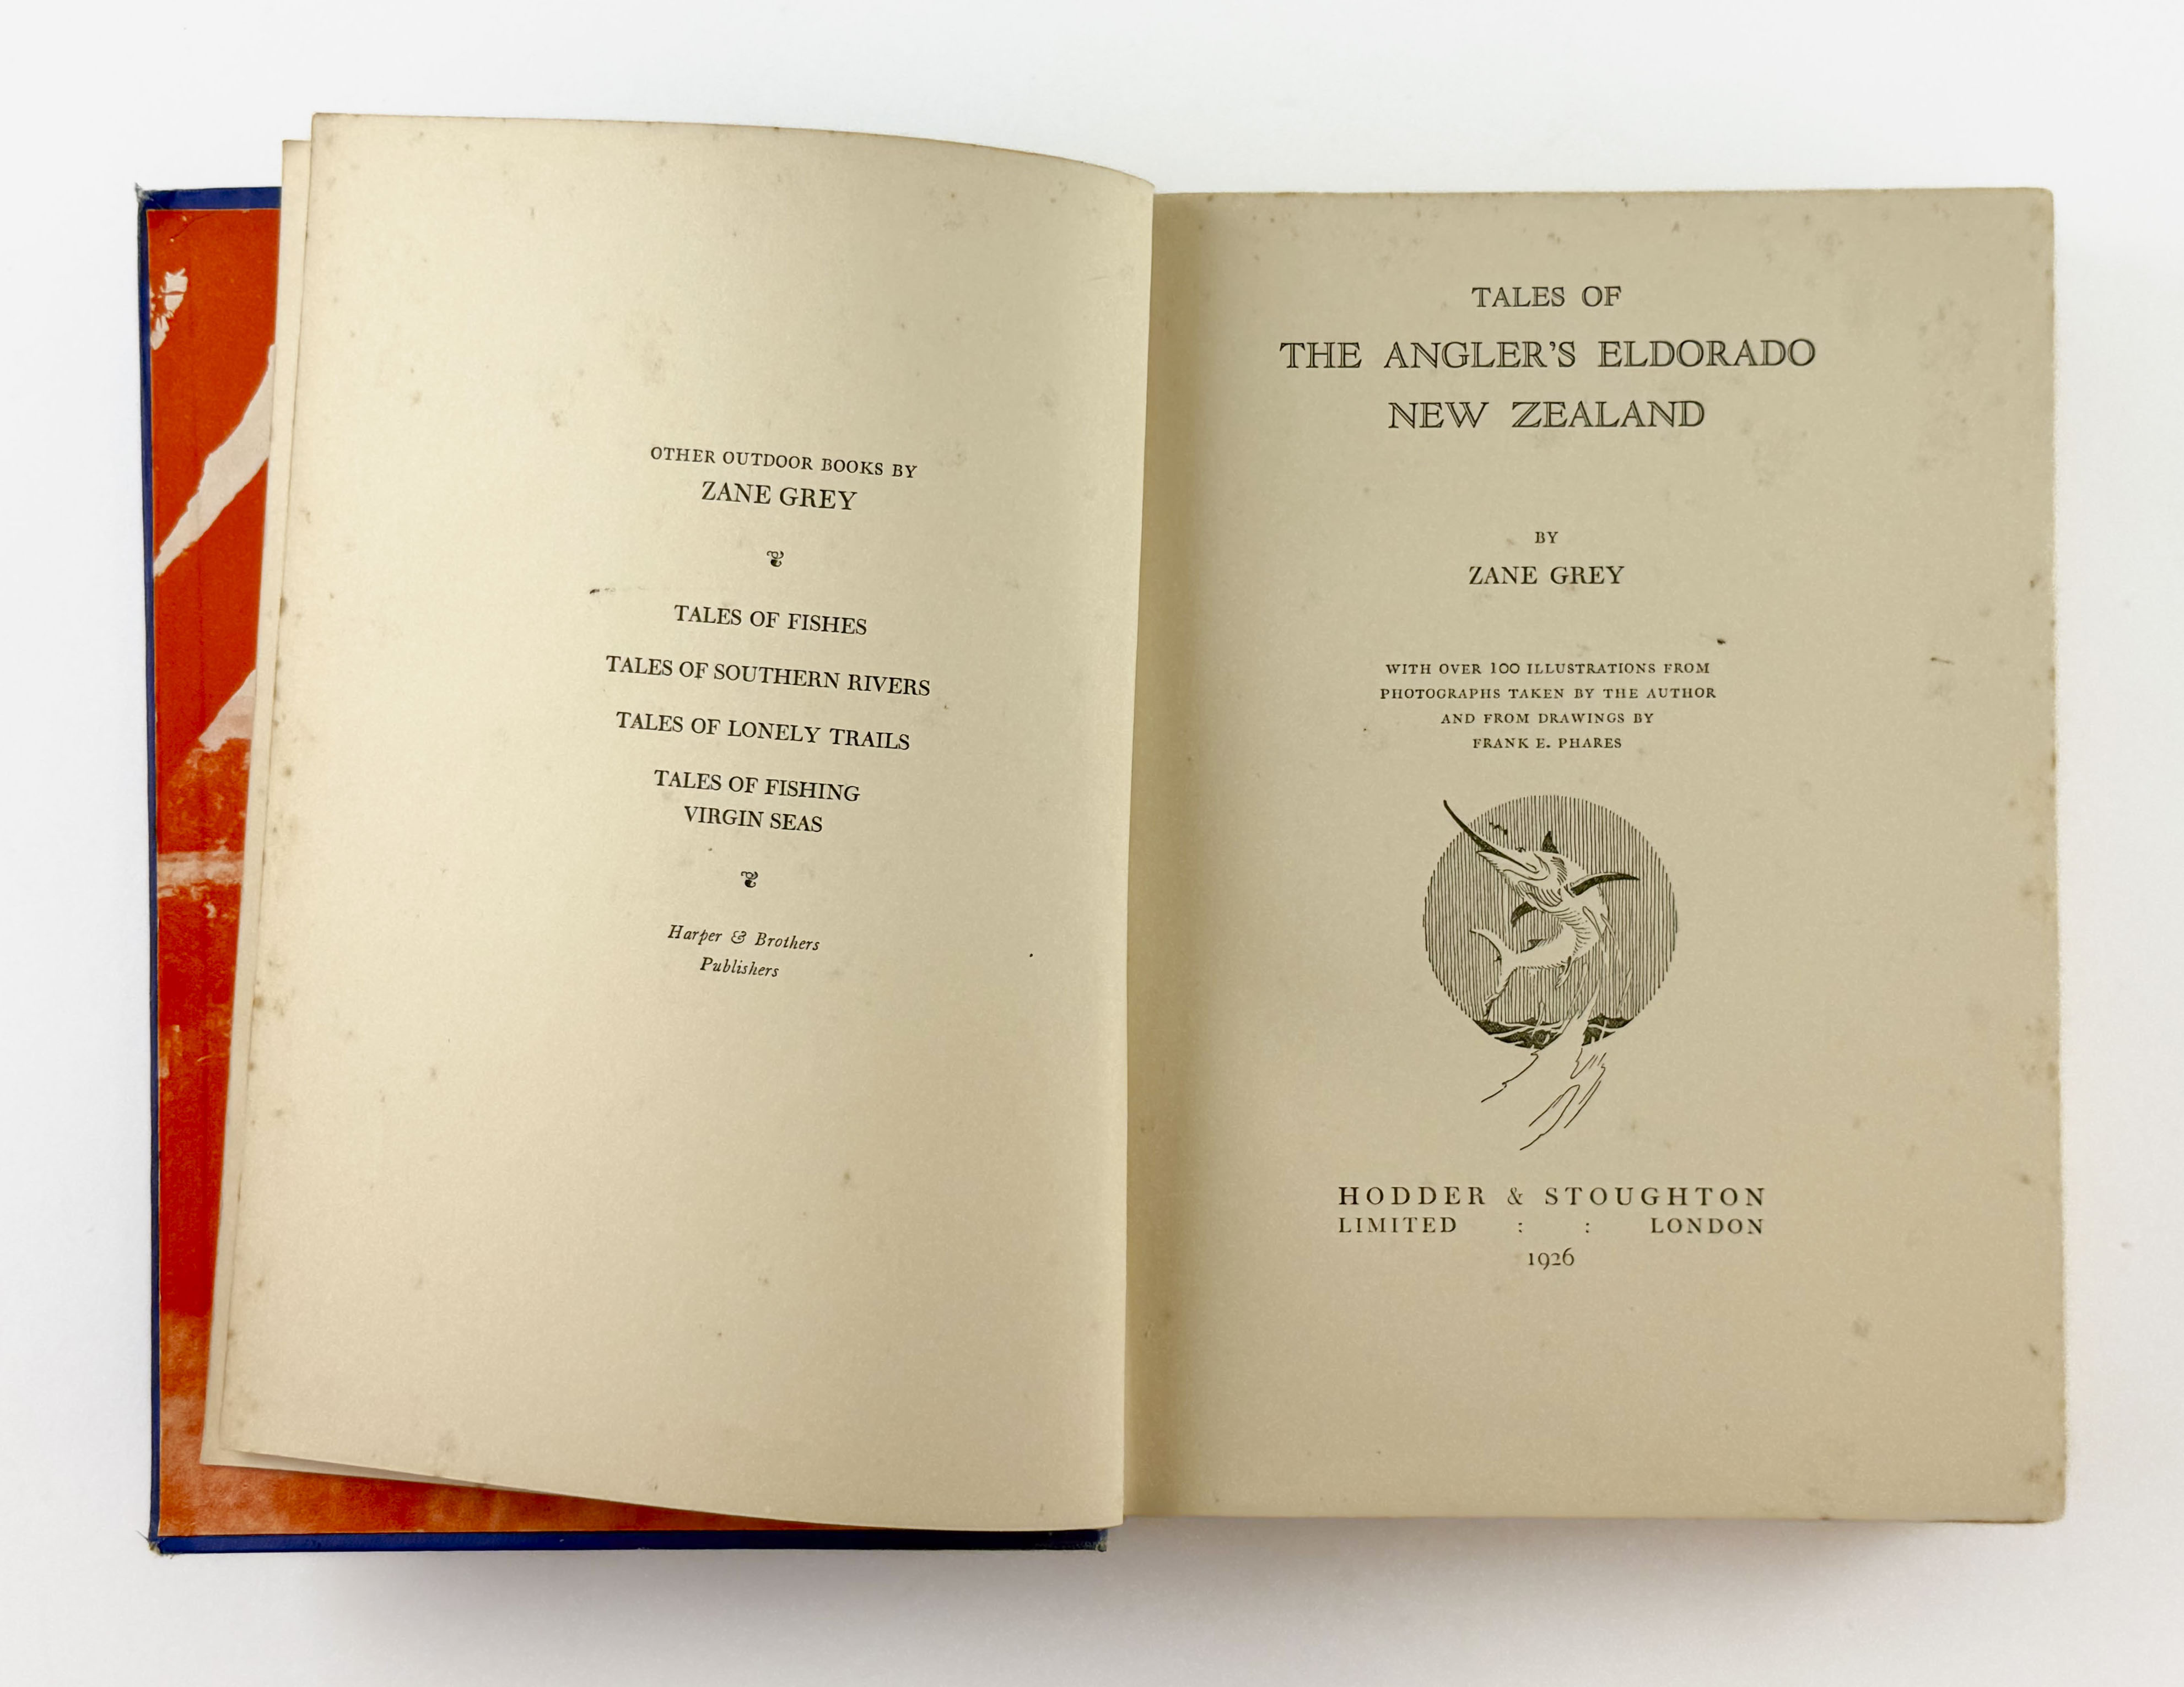 OTHER OUTDOOR BOOKS BY
ZANE GREY
TALES OF FISHES
TALES OF SOUTHERN RIVERS
TALES OF LONELY TRAILS
TALES OF FISHING
VIRGIN SEAS
Harper & Brothers
Publishers
TALES OF
THE ANGLER'S ELDORADO
NEW ZEALAND
BY
ZANE GREY
WITH OVER 100 ILLUSTRATIONS FROM
PHOTOGRAPHS TAKEN BY THE AUTHOR
AND FROM DRAWINGS BY
FRANK E. PHARES
HODDER & STOUGHTON
LIMITED : : LONDON
1926